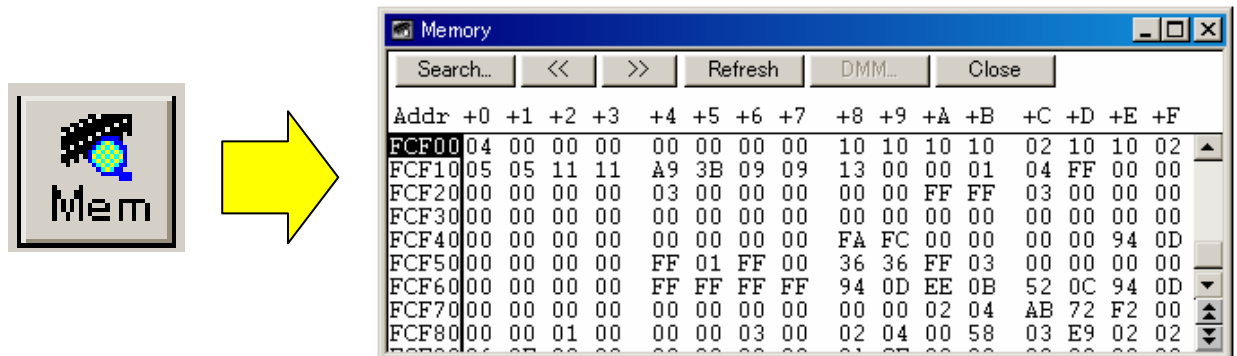 Mem
Memory
Search... << >> Refresh DMM... Close
Addr +0 +1 +2 +3 +4 +5 +6 +7 +8 +9 +A +B +C +D +E +F
FCF00 04 00 00 00 00 00 00 00 10 10 10 10 02 10 10 02
FCF10 05 05 11 11 A9 3B 09 09 13 00 00 01 04 FF 00 00
FCF20 00 00 00 00 03 00 00 00 00 00 FF FF 03 00 00 00
FCF30 00 00 00 00 00 00 00 00 00 00 00 00 00 00 00 00
FCF40 00 00 00 00 00 00 00 00 FA FC 00 00 00 00 94 0D
FCF50 00 00 00 00 FF 01 FF 00 36 36 FF 03 00 00 00 00
FCF60 00 00 00 00 FF FF FF FF 94 0D EE 0B 52 0C 94 0D
FCF70 00 00 00 00 00 00 00 00 00 00 02 04 AB 72 F2 00
FCF80 00 00 01 00 00 00 03 00 02 04 00 58 03 E9 02 02